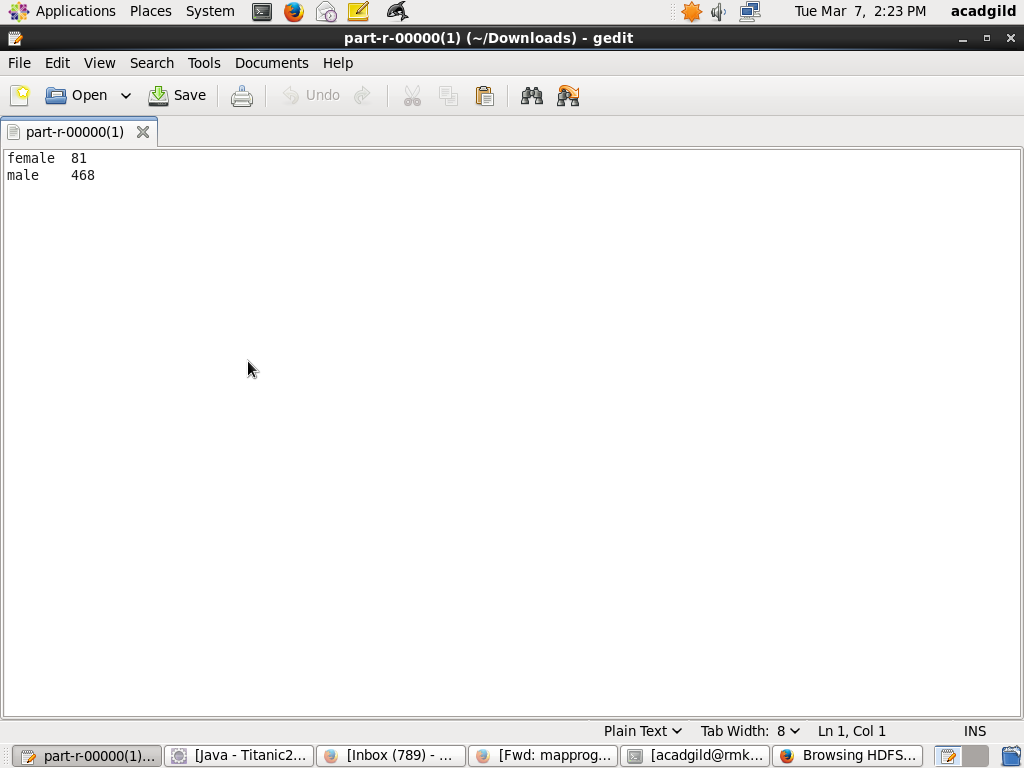 Applications Places System Tue Mar 7, 2:23 PM acadgild
part-r-00000(1) (~/Downloads) - gedit
File Edit View Search Tools Documents Help
Open Save Undo
part-r-00000(1)
female 81
male 468
Plain Text Tab Width: 8 Ln 1, Col 1 INS
part-r-00000(1)... [Java - Titanic2... [Inbox (789) - ... [Fwd: mapprog... [acadgild@rmk... Browsing HDFS...